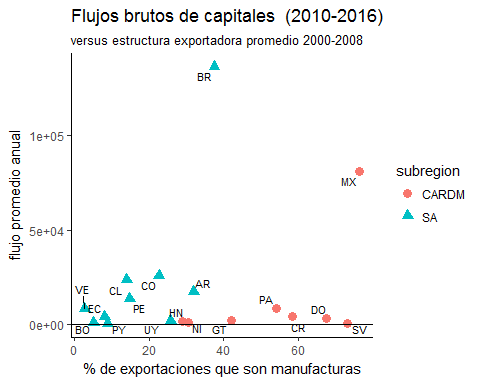 Flujos brutos de capitales  (2010-2016)
versus estructura exportadora promedio 2000-2008
flujo promedio anual
1e+05
5e+04
0e+00
BR
MX
VE
CL
CO
AR
EC
PE
HN
PA
DO
BO
PY
UY
NI
GT
CR
SV
0
20
40
60
% de exportaciones que son manufacturas
subregion
CARDM
SA